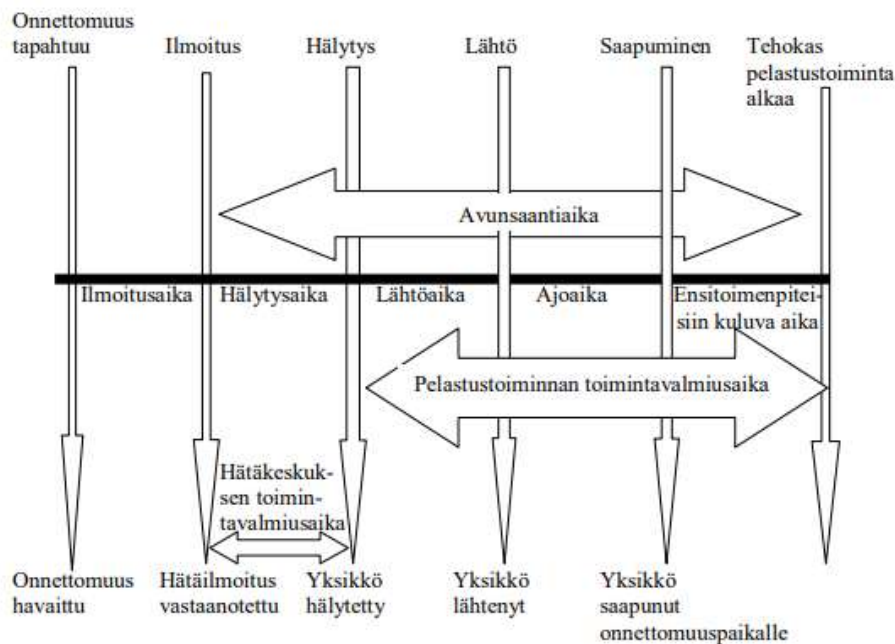 Onnettomuus
tapahtuu
Ilmoitus
Hälytys
Lähtö
Saapuminen
Tehokas
pelastustoiminta
alkaa
Avunsaantiaika
Ilmoitusaika
Hälytysaika
Lähtöaika
Ajoaika
Ensitoimenpitei-
siin kuluva aika
Pelastustoiminnan toimintavalmiusaika
Hätäkeskuk-
sen toimin-
tavalmiusaika
Onnettomuus
havaittu
Hätäilmoitus
vastaanotettu
Yksikkö
hälytetty
Yksikkö
lähtenyt
Yksikkö
saapunut
onnettomuuspaikalle